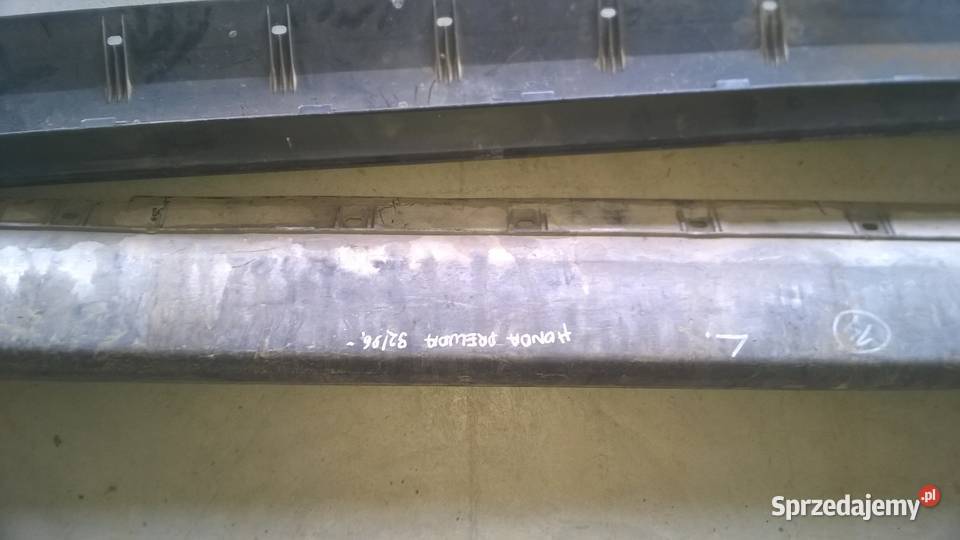 HONDA PRELUDA 92/96,-
L.
Sprzedajemy.pl